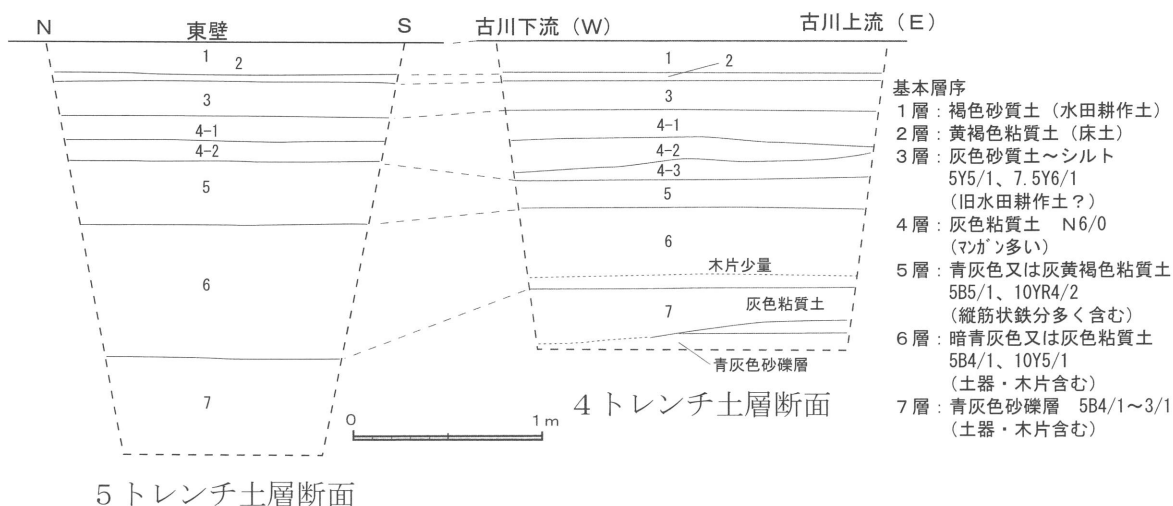 N 東壁 S
1
2
3
4-1
4-2
5
6
7
5トレンチ土層断面
古川下流(W) 古川上流(E)
1 2
3
4-1
4-2
4-3
5
6
木片少量
7 灰色粘質土
青灰色砂礫層
4トレンチ土層断面
0 1m
基本層序
1層:褐色砂質土(水田耕作土)
2層:黄褐色粘質土(床土)
3層:灰色砂質土~シルト
5Y5/1、7.5Y6/1
(旧水田耕作土?)
4層:灰色粘質土 N6/0
(マンガン多い)
5層:青灰色又は灰黄褐色粘質土
5B5/1、10YR4/2
(縦筋状鉄分多く含む)
6層:暗青灰色又は灰色粘質土
5B4/1、10Y5/1
(土器・木片含む)
7層:青灰色砂礫層 5B4/1~3/1
(土器・木片含む)